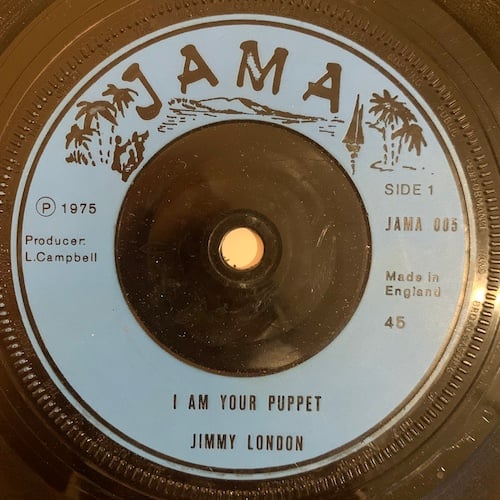 JAMA
SIDE 1
℗ 1975
JAMA 005
Producer:
L.Campbell
Made in
England
45
I AM YOUR PUPPET
JIMMY LONDON